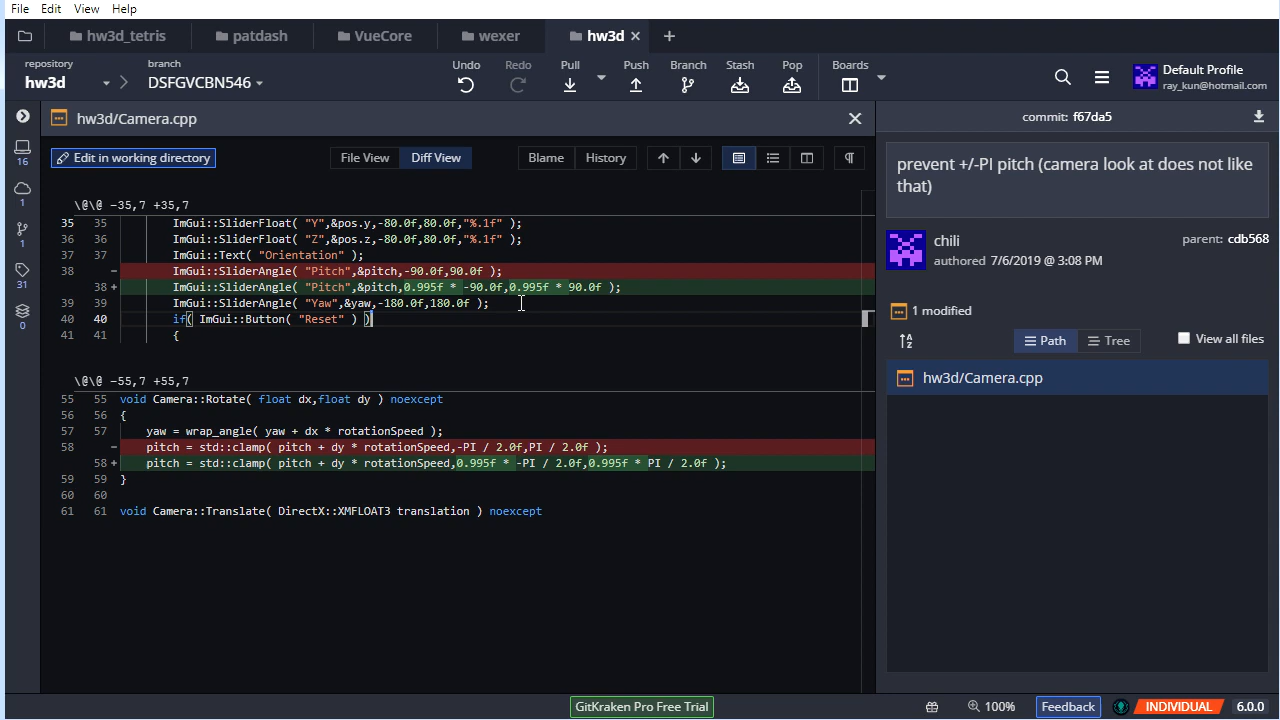 File Edit View Help
hw3d_tetris patdash VueCore wexer hw3d
repository branch Undo Redo Pull Push Branch Stash Pop Boards Default Profile
hw3d DSFGVCBN546 ray_kun@hotmail.com
hw3d/Camera.cpp
Edit in working directory File View Diff View Blame History
\@\@ -35,7 +35,7
35 35 ImGui::SliderFloat( "Y",&pos.y,-80.0f,80.0f,"%.1f" );
36 36 ImGui::SliderFloat( "Z",&pos.z,-80.0f,80.0f,"%.1f" );
37 37 ImGui::Text( "Orientation" );
38 - ImGui::SliderAngle( "Pitch",&pitch,-90.0f,90.0f );
38 + ImGui::SliderAngle( "Pitch",&pitch,0.995f * -90.0f,0.995f * 90.0f );
39 39 ImGui::SliderAngle( "Yaw",&yaw,-180.0f,180.0f );
40 40 if( ImGui::Button( "Reset" ) )
41 41 {
\@\@ -55,7 +55,7
55 55 void Camera::Rotate( float dx,float dy ) noexcept
56 56 {
57 57 yaw = wrap_angle( yaw + dx * rotationSpeed );
58 - pitch = std::clamp( pitch + dy * rotationSpeed,-PI / 2.0f,PI / 2.0f );
58 + pitch = std::clamp( pitch + dy * rotationSpeed,0.995f * -PI / 2.0f,0.995f * PI / 2.0f );
59 59 }
60 60
61 61 void Camera::Translate( DirectX::XMFLOAT3 translation ) noexcept
16
1
1
31
0
commit: f67da5
prevent +/-PI pitch (camera look at does not like
that)
chili parent: cdb568
authored 7/6/2019 @ 3:08 PM
1 modified
Path Tree View all files
hw3d/Camera.cpp
GitKraken Pro Free Trial 100% Feedback INDIVIDUAL 6.0.0